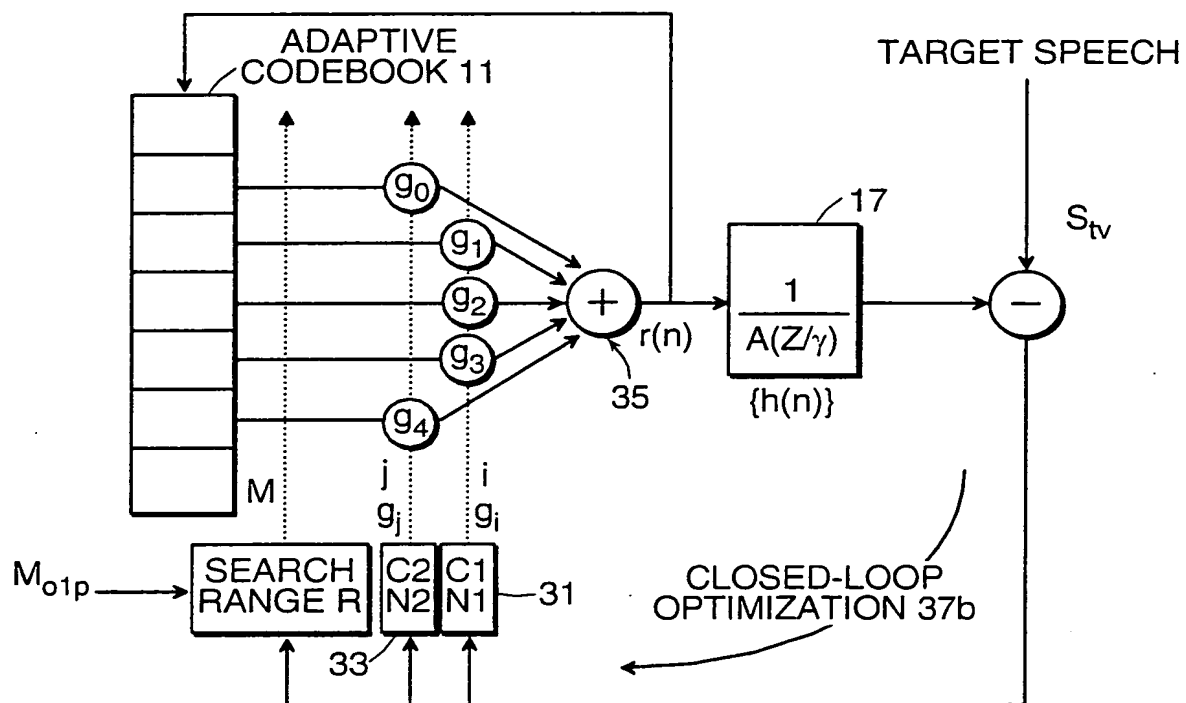 ADAPTIVE
CODEBOOK 11
TARGET SPEECH
g0
g1
g2
g3
g4
+
35
r(n)
17
1
A(Z/γ)
{h(n)}
Stv
−
M
j
gj
i
gi
Mo1p
SEARCH
RANGE R
C2
N2
C1
N1
31
33
CLOSED-LOOP
OPTIMIZATION 37b